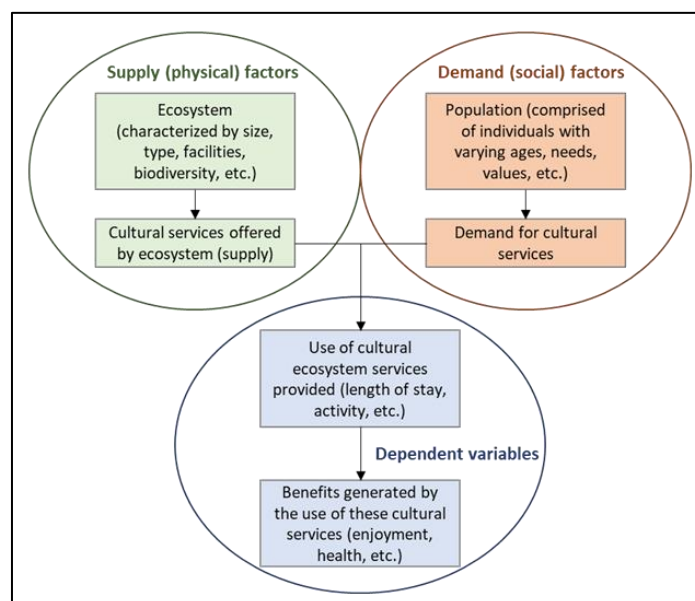 Supply (physical) factors
Ecosystem
(characterized by size,
type, facilities,
biodiversity, etc.)
Cultural services offered
by ecosystem (supply)
Demand (social) factors
Population (comprised
of individuals with
varying ages, needs,
values, etc.)
Demand for cultural
services
Use of cultural
ecosystem services
provided (length of stay,
activity, etc.)
Dependent variables
Benefits generated by
the use of these cultural
services (enjoyment,
health, etc.)